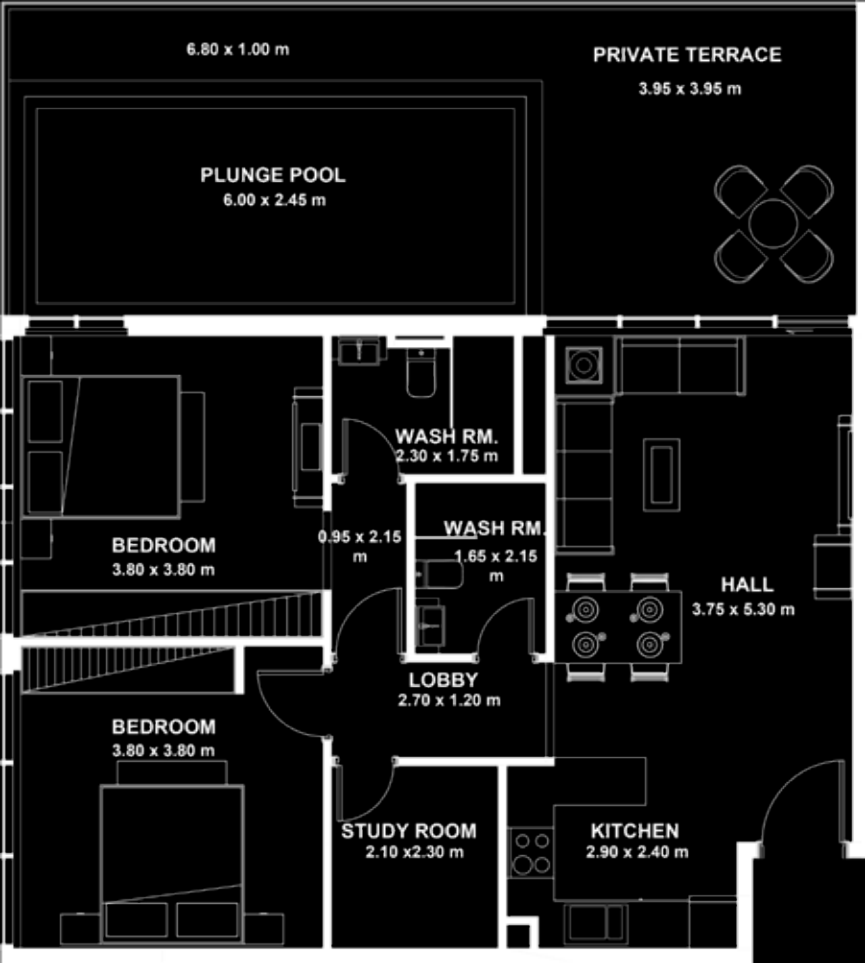 6.80 x 1.00 m
PRIVATE TERRACE
3.95 x 3.95 m
PLUNGE POOL
6.00 x 2.45 m
WASH RM.
2.30 x 1.75 m
0.95 x 2.15
m
WASH RM.
1.65 x 2.15
m
BEDROOM
3.80 x 3.80 m
HALL
3.75 x 5.30 m
LOBBY
2.70 x 1.20 m
BEDROOM
3.80 x 3.80 m
STUDY ROOM
2.10 x2.30 m
KITCHEN
2.90 x 2.40 m